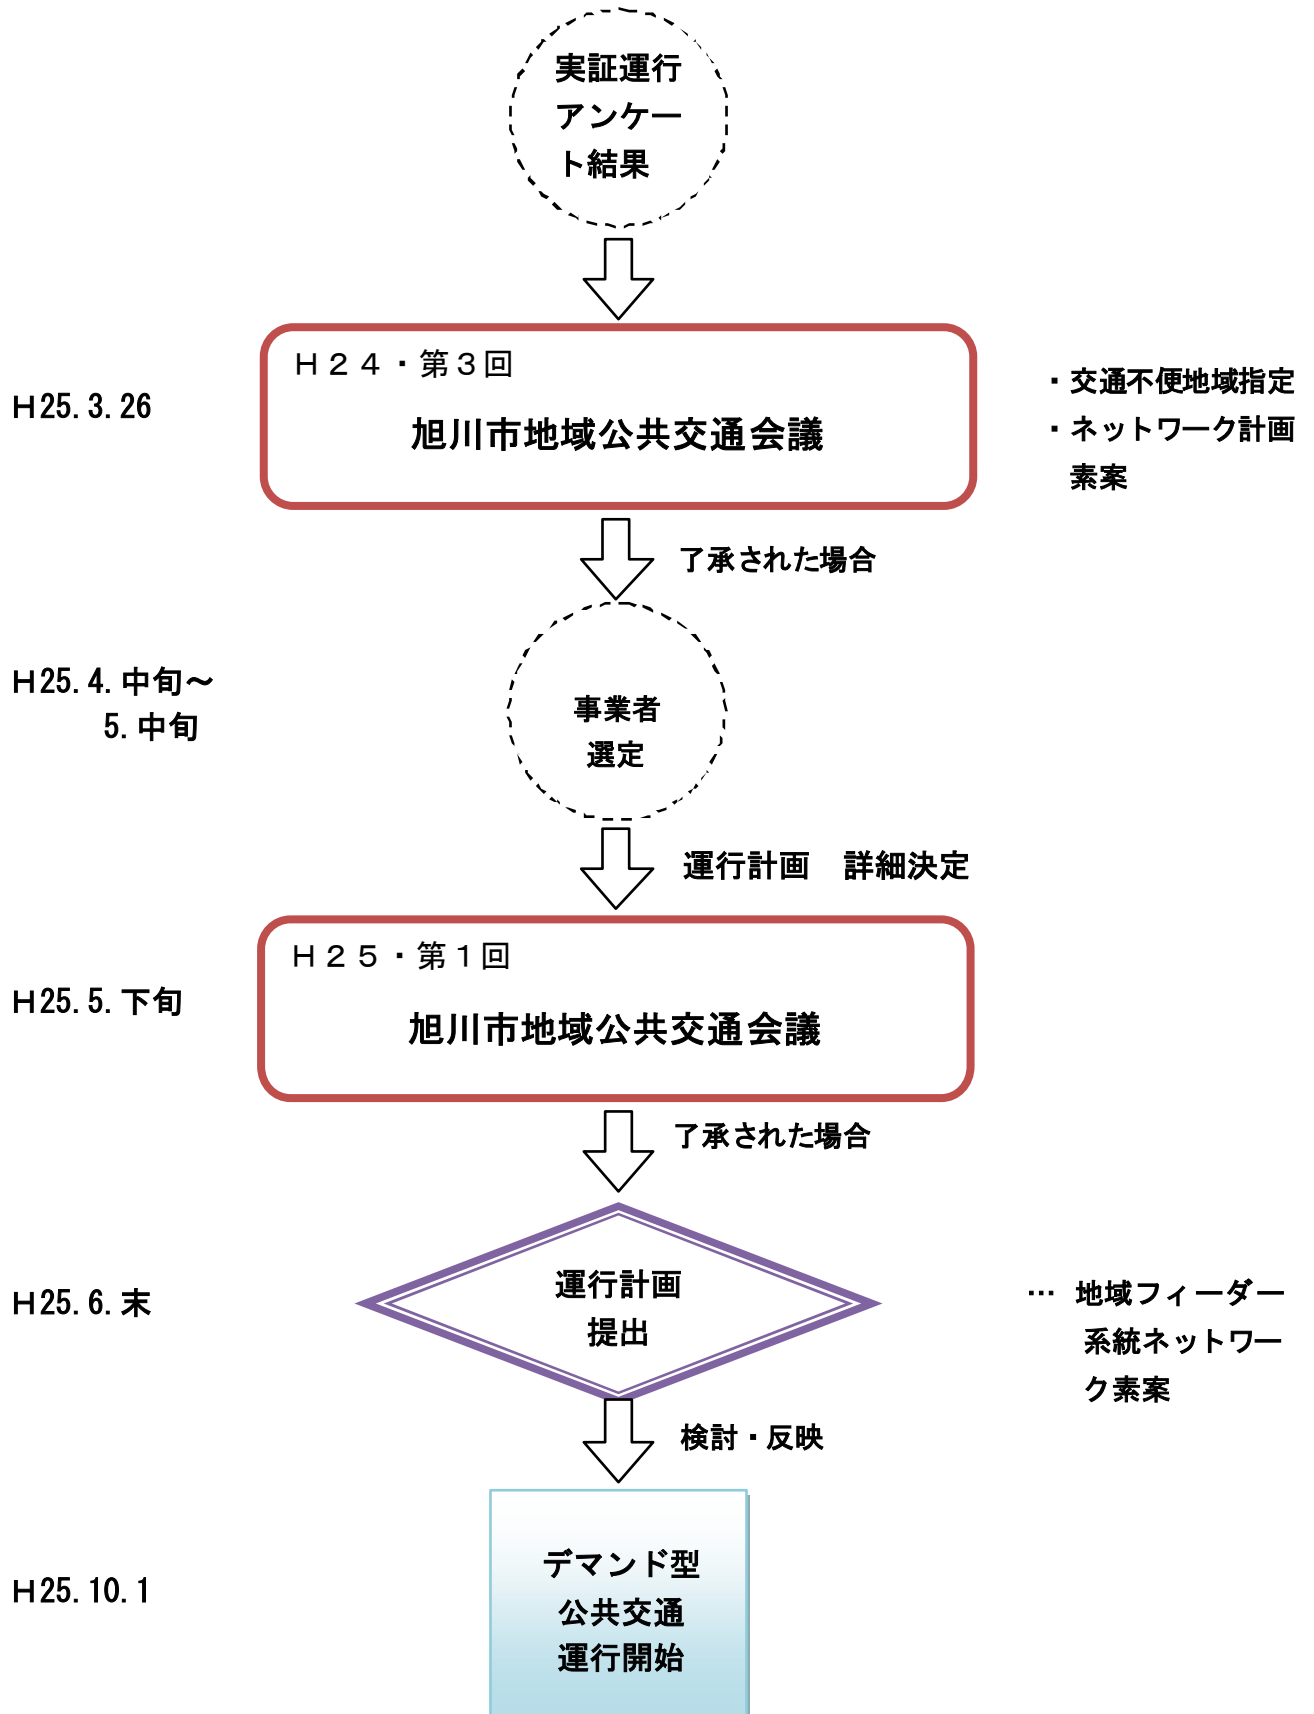 実証運行
アンケー
ト結果
H25.3.26
H24・第3回
旭川市地域公共交通会議
・交通不便地域指定
・ネットワーク計画
素案
了承された場合
H25.4.中旬～
5.中旬
事業者
選定
運行計画　詳細決定
H25.5.下旬
H25・第1回
旭川市地域公共交通会議
了承された場合
H25.6.末
運行計画
提出
… 地域フィーダー
系統ネットワー
ク素案
検討・反映
H25.10.1
デマンド型
公共交通
運行開始